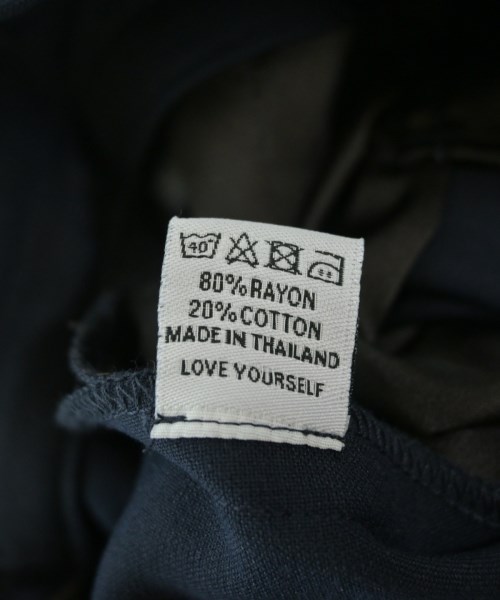 40°
80%RAYON
20%COTTON
MADE IN THAILAND
LOVE YOURSELF